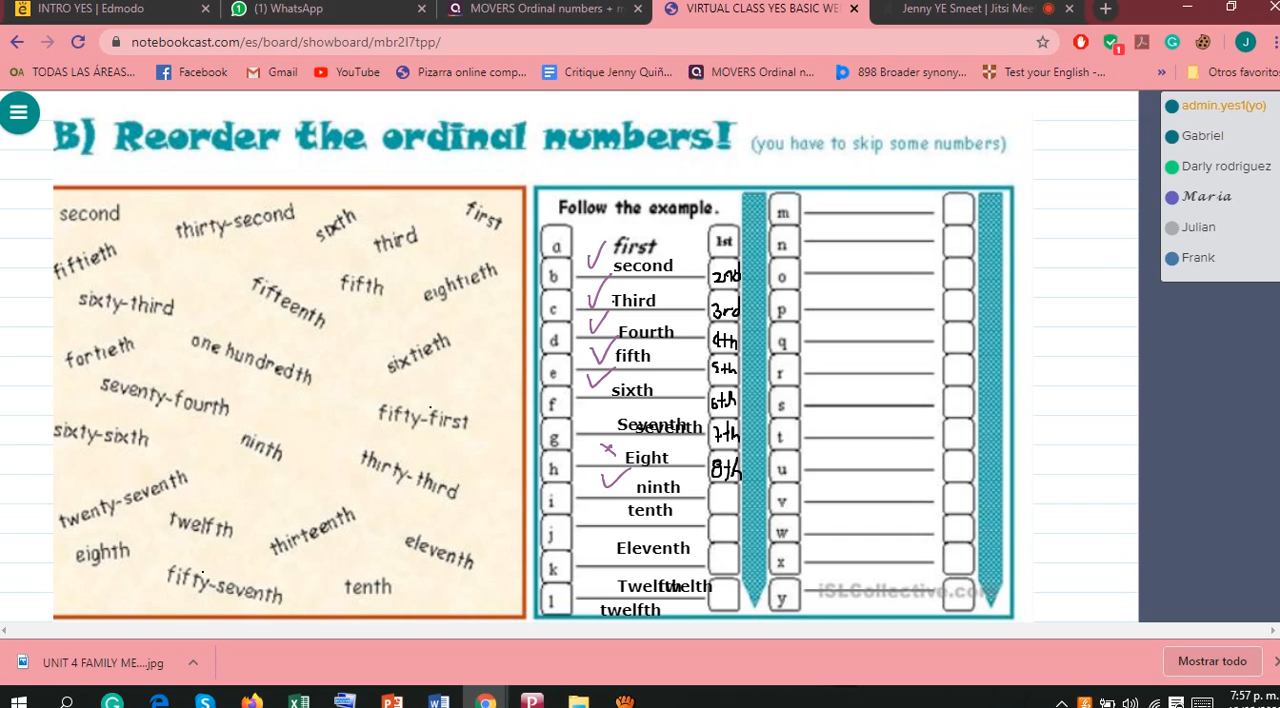 INTRO YES | Edmodo
(1) WhatsApp
MOVERS Ordinal numbers + m
VIRTUAL CLASS YES BASIC WE
Jenny YE Smeet | Jitsi Mee
notebookcast.com/es/board/showboard/mbr2l7tpp/
TODAS LAS ÁREAS...
Facebook
Gmail
YouTube
Pizarra online comp...
Critique Jenny Quiñ...
MOVERS Ordinal n...
898 Broader synony...
Test your English -...
Otros favoritos
B) Reorder the ordinal numbers! (you have to skip some numbers)
second
thirty-second
sixth
first
third
fiftieth
fifth
eightieth
sixty-third
fifteenth
fortieth
one hundredth
sixtieth
seventy-fourth
fifty-first
sixty-sixth
ninth
thirty-third
twenty-seventh
twelfth
thirteenth
eleventh
eighth
fifty-seventh
tenth
Follow the example.
a first 1st
b second 2nd
c Third 3rd
d Fourth 4th
e fifth 5th
f sixth 6th
g Seventh seventh 7th
h Eight 8th
i ninth
tenth
j
Eleventh
k
l Twelfth twelth
twelfth
m
n
o
p
q
r
s
t
u
v
w
x
y
iSLCollective.com
admin.yes1(yo)
Gabriel
Darly rodriguez
Maria
Julian
Frank
UNIT 4 FAMILY ME....jpg
Mostrar todo
7:57 p. m.